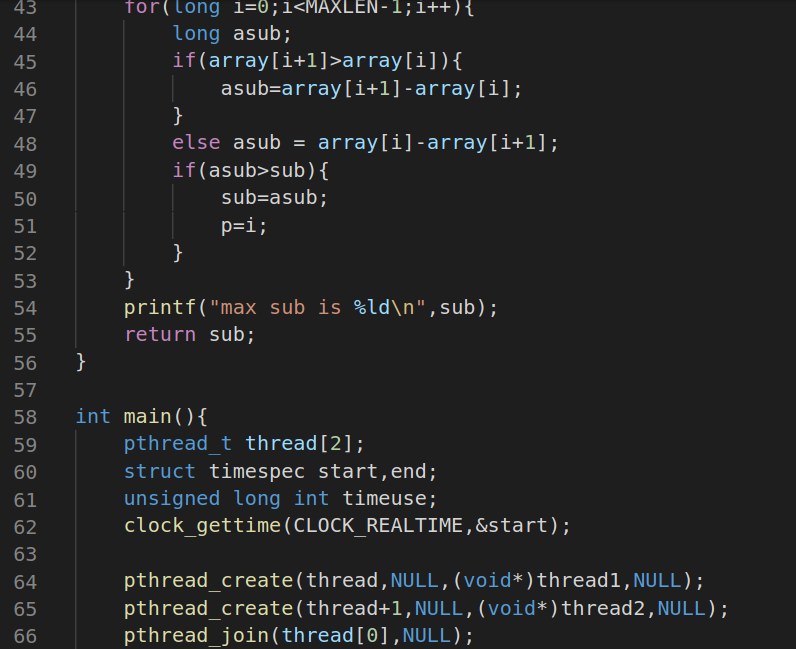 43 for(long i=0;i<MAXLEN-1;i++){
44 long asub;
45 if(array[i+1]>array[i]){
46 asub=array[i+1]-array[i];
47 }
48 else asub = array[i]-array[i+1];
49 if(asub>sub){
50 sub=asub;
51 p=i;
52 }
53 }
54 printf("max sub is %ld\n",sub);
55 return sub;
56 }
57
58 int main(){
59 pthread_t thread[2];
60 struct timespec start,end;
61 unsigned long int timeuse;
62 clock_gettime(CLOCK_REALTIME,&start);
63
64 pthread_create(thread,NULL,(void*)thread1,NULL);
65 pthread_create(thread+1,NULL,(void*)thread2,NULL);
66 pthread_join(thread[0],NULL);